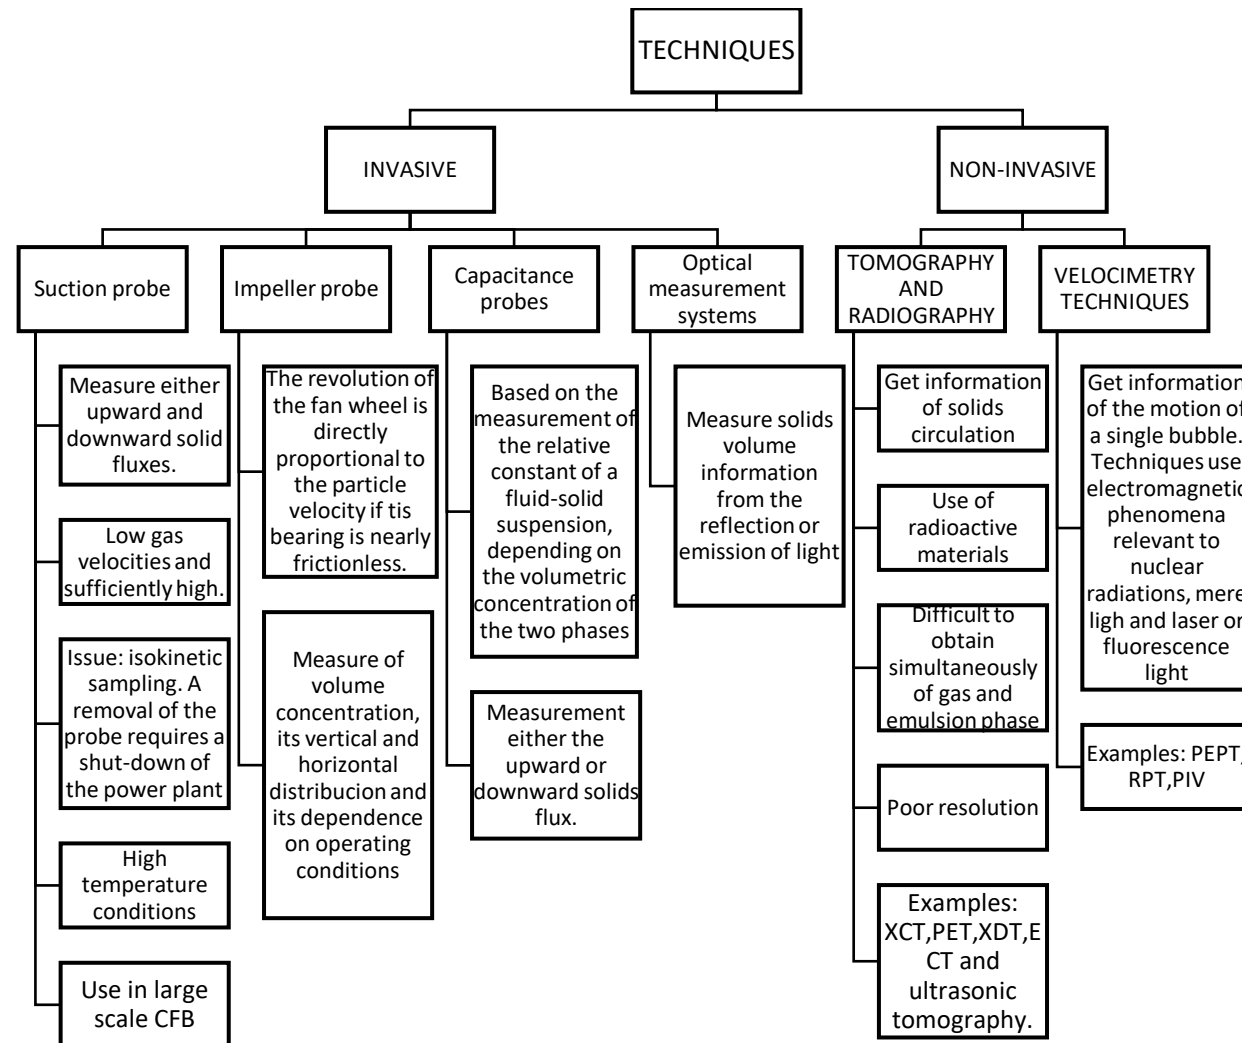 TECHNIQUES
INVASIVE
NON-INVASIVE
Suction probe
Impeller probe
Capacitance
probes
Optical
measurement
systems
TOMOGRAPHY
AND
RADIOGRAPHY
VELOCIMETRY
TECHNIQUES
Measure either
upward and
downward solid
fluxes.
Low gas
velocities and
sufficiently high.
Issue: isokinetic
sampling. A
removal of the
probe requires a
shut-down of
the power plant
High
temperature
conditions
Use in large
scale CFB
The revolution of
the fan wheel is
directly
proportional to
the particle
velocity if tis
bearing is nearly
frictionless.
Measure of
volume
concentration,
its vertical and
horizontal
distribucion and
its dependence
on operating
conditions
Based on the
measurement of
the relative
constant of a
fluid-solid
suspension,
depending on
the volumetric
concentration of
the two phases
Measurement
either the
upward or
downward solids
flux.
Measure solids
volume
information
from the
reflection or
emission of light
Get information
of solids
circulation
Use of
radioactive
materials
Difficult to
obtain
simultaneously
of gas and
emulsion phase
Poor resolution
Examples:
XCT,PET,XDT,E
CT and
ultrasonic
tomography.
Get information
of the motion of
a single bubble.
Techniques use
electromagnetic
phenomena
relevant to
nuclear
radiations, mere
ligh and laser or
fluorescence
light
Examples: PEPT,
RPT,PIV